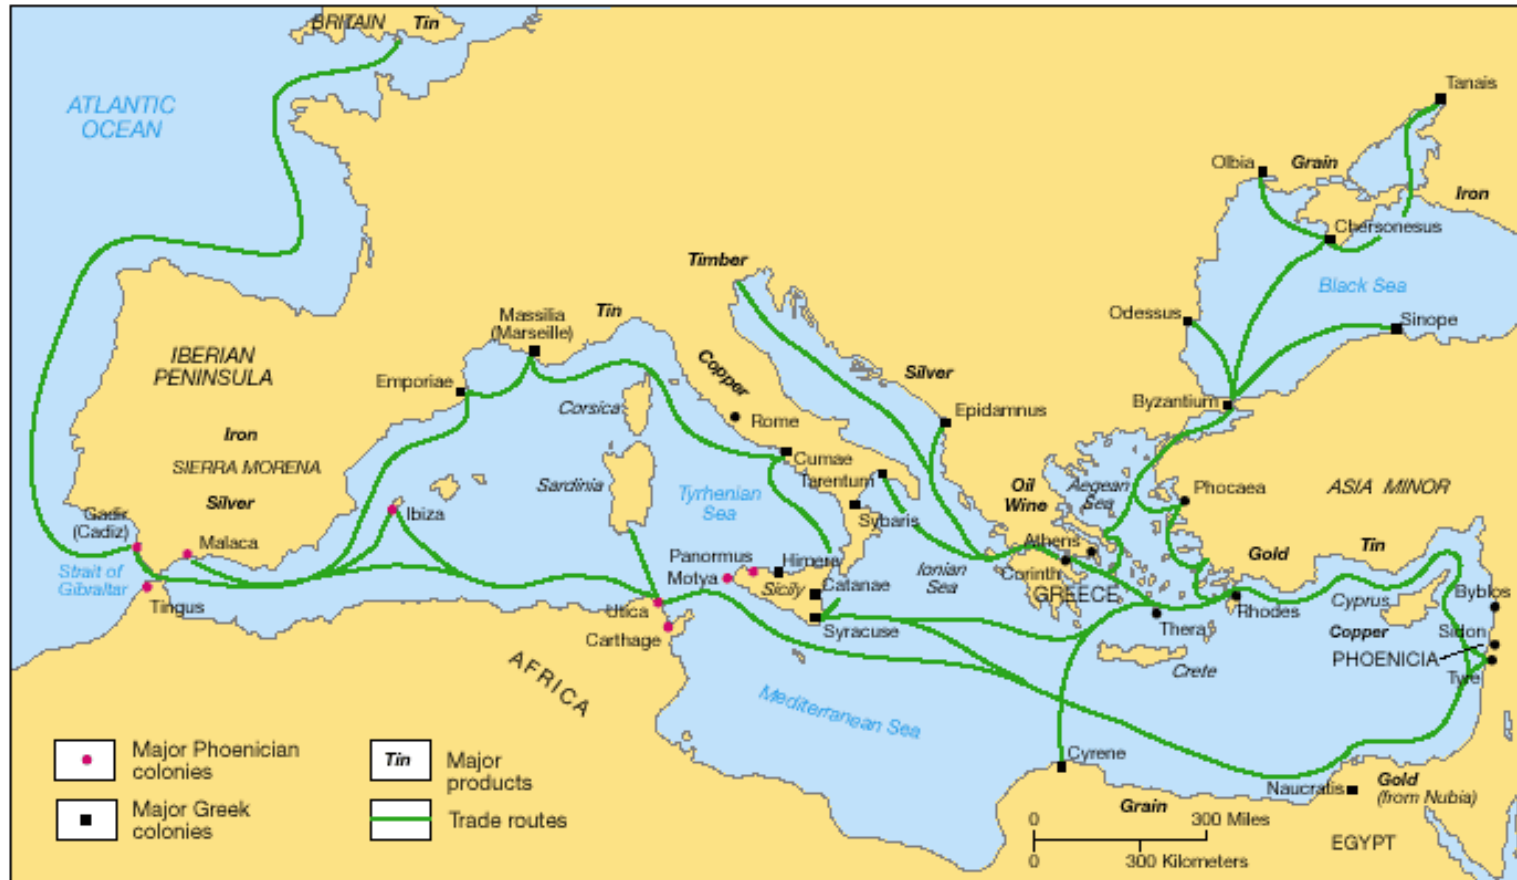 BRITAIN
Tin
ATLANTIC
OCEAN
Tanais
Olbia
Grain
Iron
Chersonesus
Timber
Black Sea
Massilia
(Marseille)
Tin
Odessus
Sinope
IBERIAN
PENINSULA
Emporiae
Copper
Silver
Corsica
Rome
Epidamnus
Byzantium
Iron
SIERRA MORENA
Cumae
Tarentum
Sardinia
Tyrrhenian
Sea
Oil
Wine
Aegean
Sea
Phocaea
ASIA MINOR
Silver
Gadir
(Cadiz)
Ibiza
Sybaris
Malaca
Panormus
Himera
Athens
Gold
Tin
Strait of
Gibraltar
Motya
Sicily
Catanae
Ionian
Sea
Corinth
GREECE
Cyprus
Byblos
Tingus
Utica
Rhodes
Carthage
Syracuse
Thera
Copper
Sidon
PHOENICIA
AFRICA
Crete
Tyre
Mediterranean Sea
Major Phoenician
colonies
Tin
Major
products
Cyrene
Naucratis
Gold
(from Nubia)
Major Greek
colonies
Trade routes
Grain
0 300 Miles
0 300 Kilometers
EGYPT